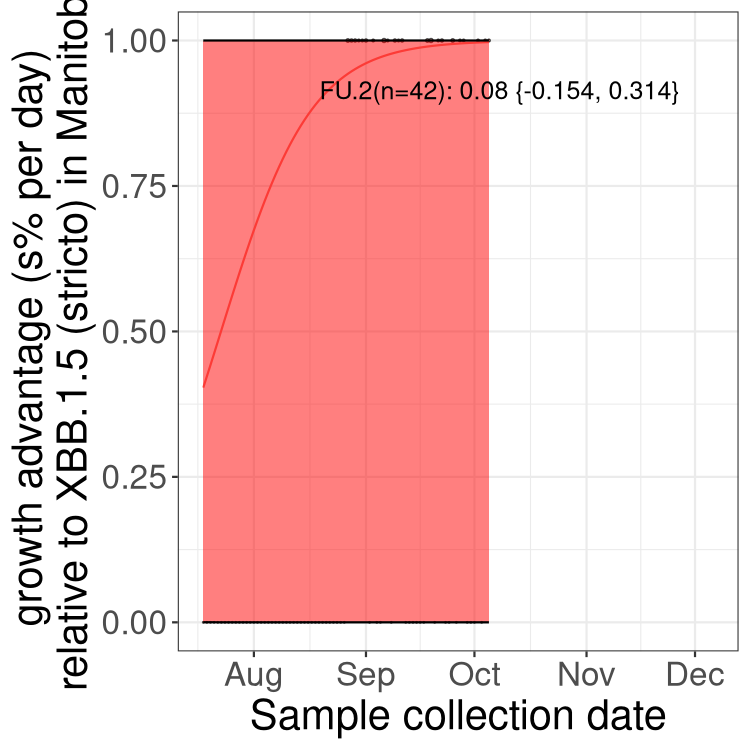 growth advantage (s% per day)
relative to XBB.1.5 (stricto) in Manitob
1.00
0.75
0.50
0.25
0.00
FU.2(n=42): 0.08 {-0.154, 0.314}
Aug Sep Oct Nov Dec
Sample collection date